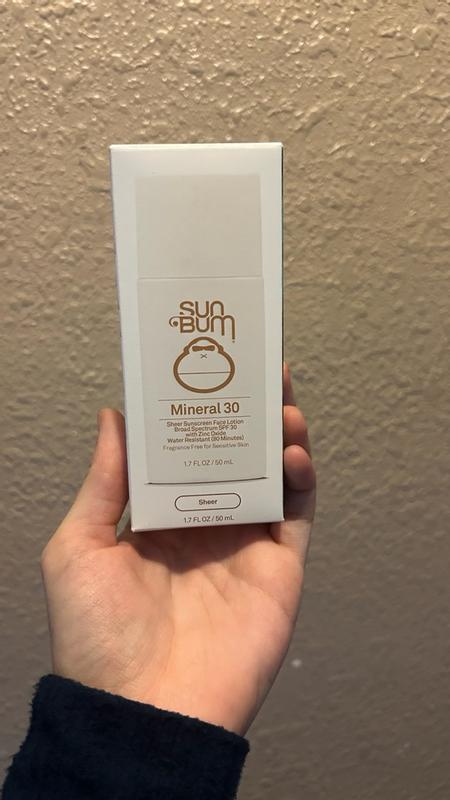 SUN
BUM
Mineral 30
Sheer Sunscreen Face Lotion
Broad Spectrum SPF 30
with Zinc Oxide
Water Resistant (80 Minutes)
Fragrance Free for Sensitive Skin
1.7 FL OZ / 50 mL
Sheer
1.7 FL OZ / 50 mL